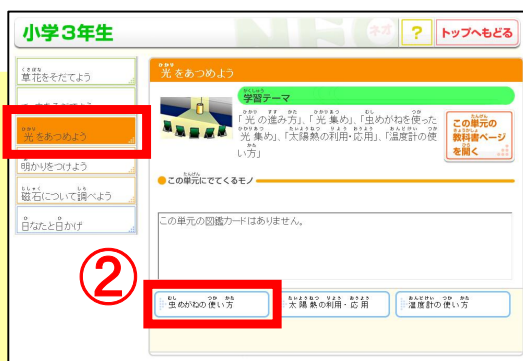 小学3年生
ネオ
?
トップへもどる
草花をそだてよう
光をあつめよう
明かりをつけよう
磁石について調べよう
日なたと日かげ
光をあつめよう
学習テーマ
「光の進み方」、「光集め」、「虫めがねを使った
光集め」、「太陽熱の利用・応用」、「温度計の使
い方」
この単元の
教科書ページ
を開く
この単元にでてくるモノ
この単元の図鑑カードはありません。
②
虫めがねの使い方
太陽熱の利用・応用
温度計の使い方